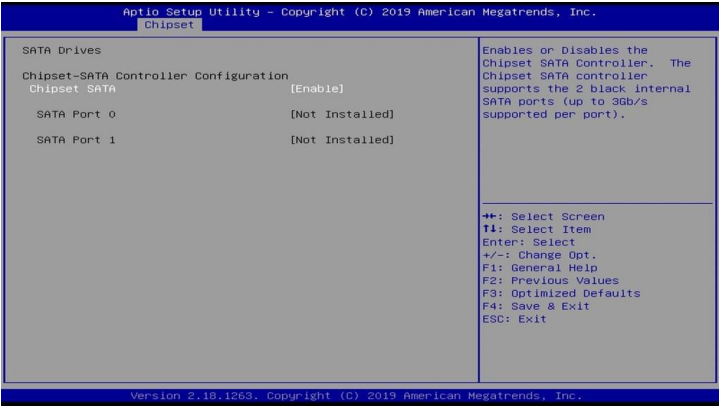 Aptio Setup Utility – Copyright (C) 2019 American Megatrends, Inc.
Chipset
SATA Drives
Chipset-SATA Controller Configuration
Chipset SATA [Enable]
SATA Port 0 [Not Installed]
SATA Port 1 [Not Installed]
Enables or Disables the
Chipset SATA Controller. The
Chipset SATA controller
supports the 2 black internal
SATA ports (up to 3Gb/s
supported per port).
→←: Select Screen
↑↓: Select Item
Enter: Select
+/-: Change Opt.
F1: General Help
F2: Previous Values
F3: Optimized Defaults
F4: Save & Exit
ESC: Exit
Version 2.18.1263. Copyright (C) 2019 American Megatrends, Inc.